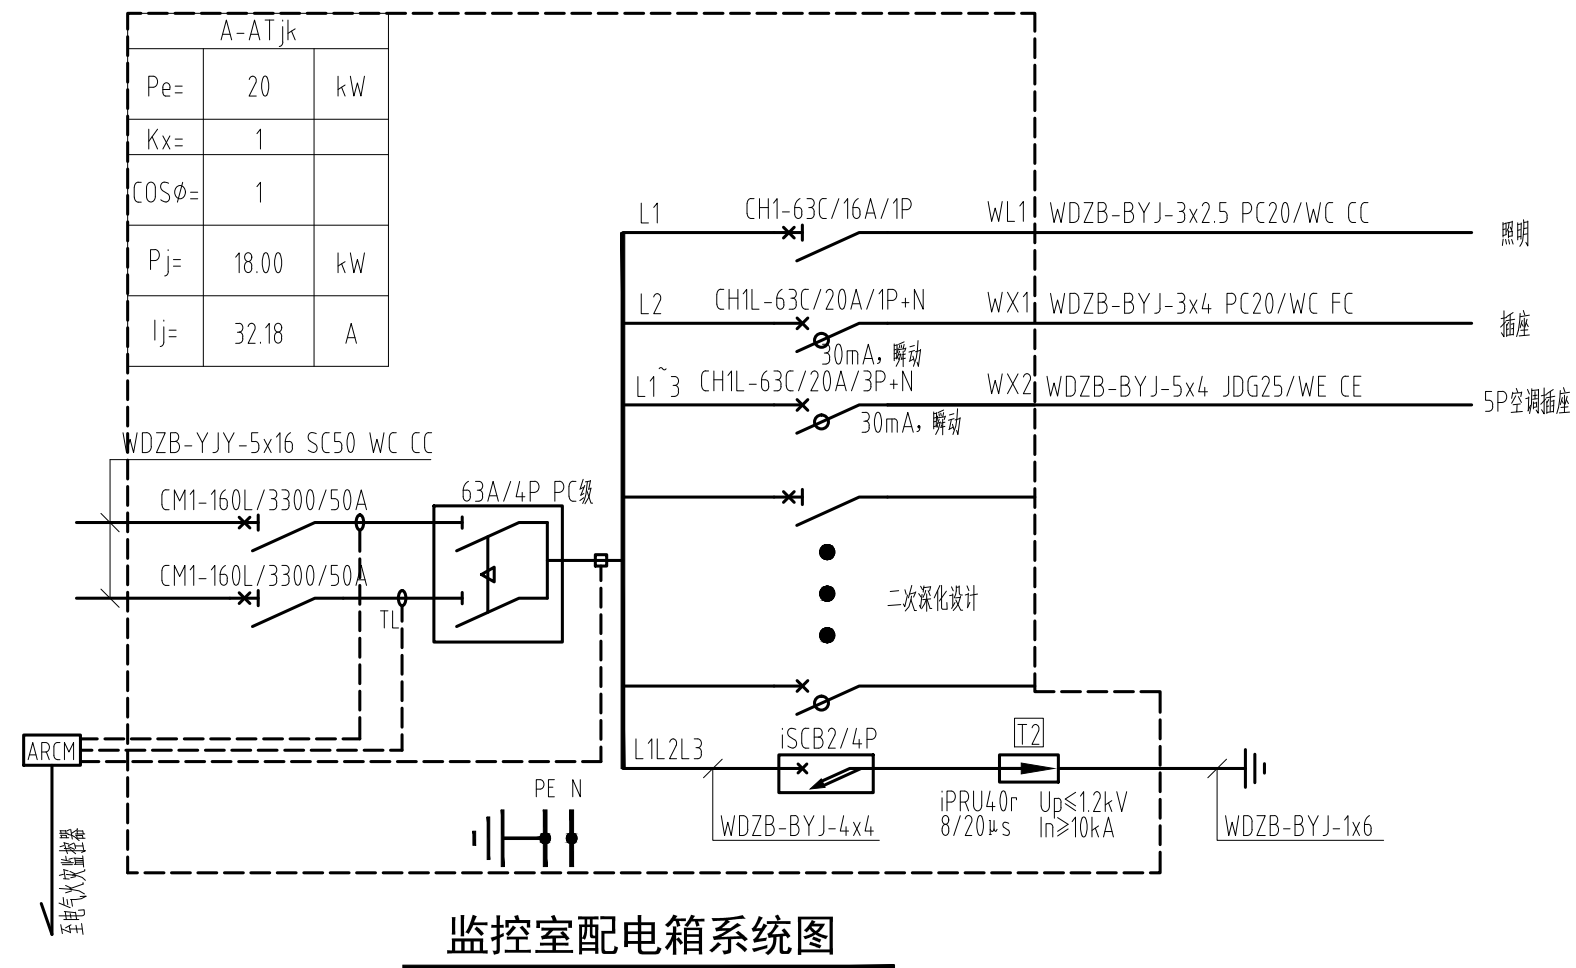 A-ATjk
Pe= 20 kW
Kx= 1
COSφ= 1
Pj= 18.00 kW
Ij= 32.18 A
L1 CH1-63C/16A/1P WL1 WDZB-BYJ-3x2.5 PC20/WC CC 照明
L2 CH1L-63C/20A/1P+N WX1 WDZB-BYJ-3x4 PC20/WC FC 插座
30mA，瞬动
L1~3 CH1L-63C/20A/3P+N WX2 WDZB-BYJ-5x4 JDG25/WE CE 5P空调插座
30mA，瞬动
WDZB-YJY-5x16 SC50 WC CC
CM1-160L/3300/50A
63A/4P PC级
CM1-160L/3300/50A
TL
二次深化设计
ARCM
至电气火灾监控器
L1L2L3 iSCB2/4P T2
WDZB-BYJ-4x4
iPRU40r Up≤1.2kV
8/20μs In≥10kA
WDZB-BYJ-1x6
PE N
监控室配电箱系统图